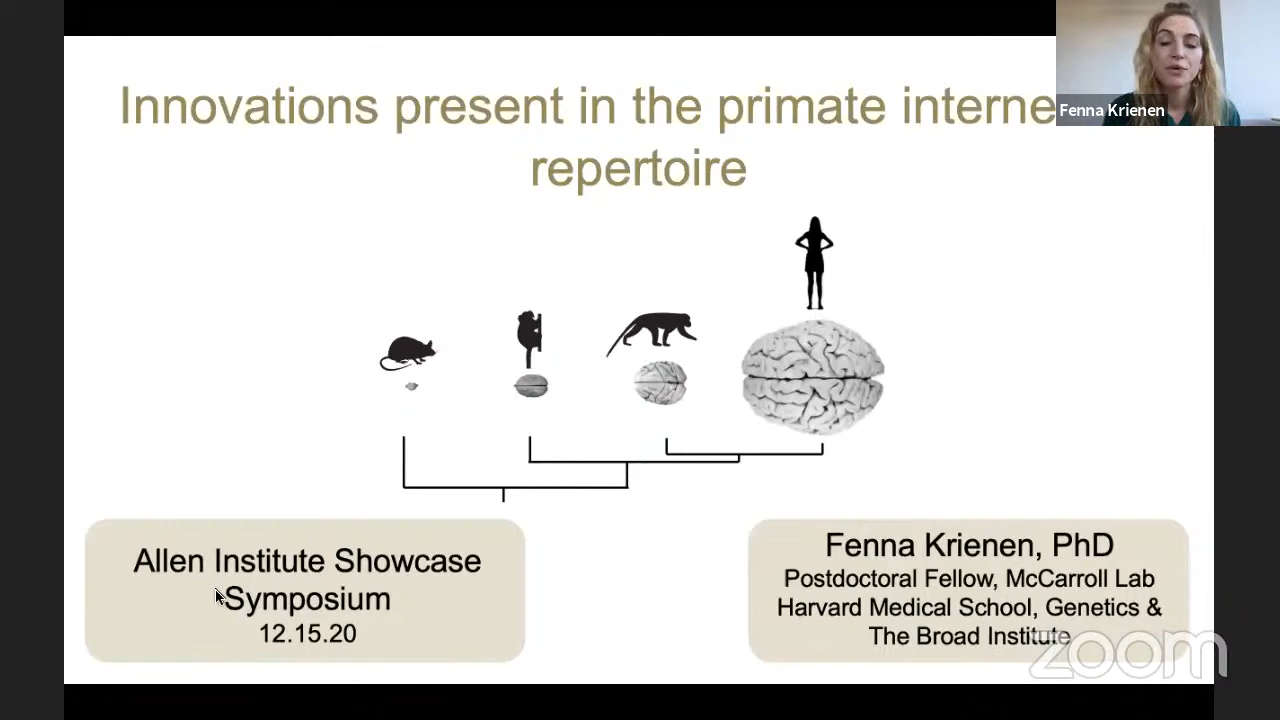 Innovations present in the primate interne
repertoire
Fenna Krienen
Allen Institute Showcase
Symposium
12.15.20
Fenna Krienen, PhD
Postdoctoral Fellow, McCarroll Lab
Harvard Medical School, Genetics &
The Broad Institute
zoom